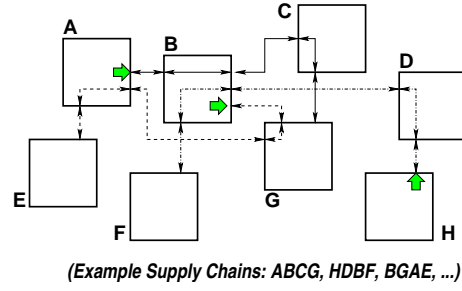 A
B
C
D
E
F
G
H
(Example Supply Chains: ABCG, HDBF, BGAE, ...)